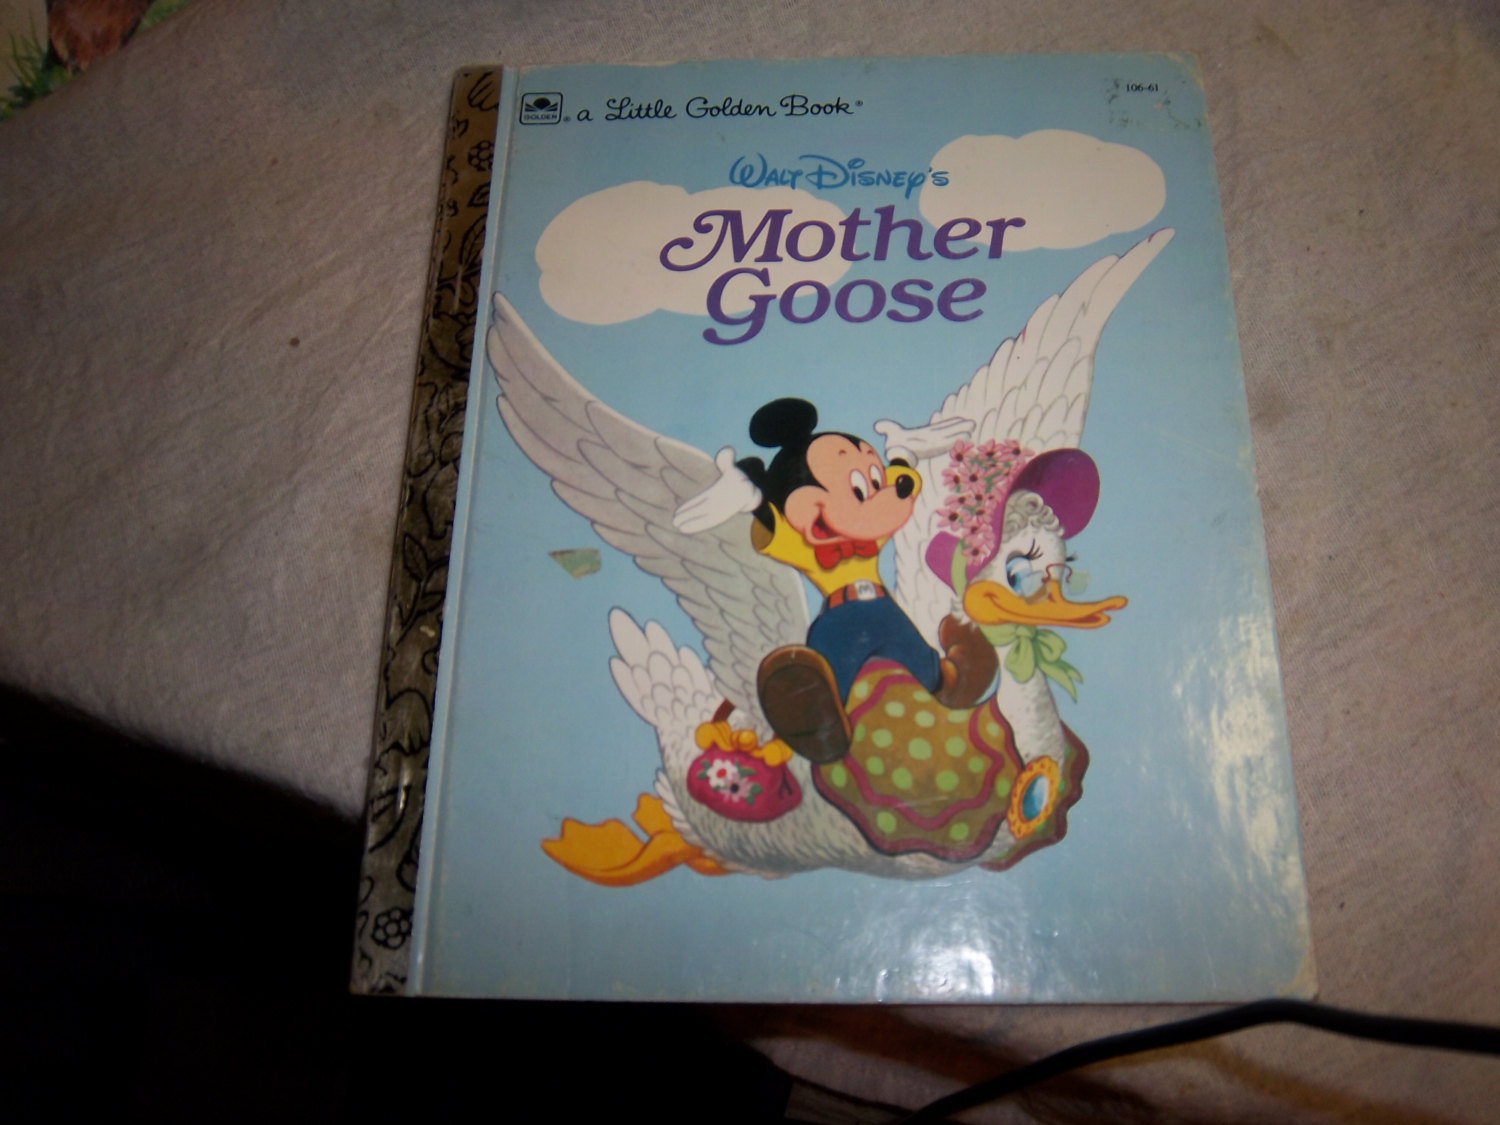 GOLDEN
® a Little Golden Book®
106-61
WALT DISNEY'S
Mother
Goose
M